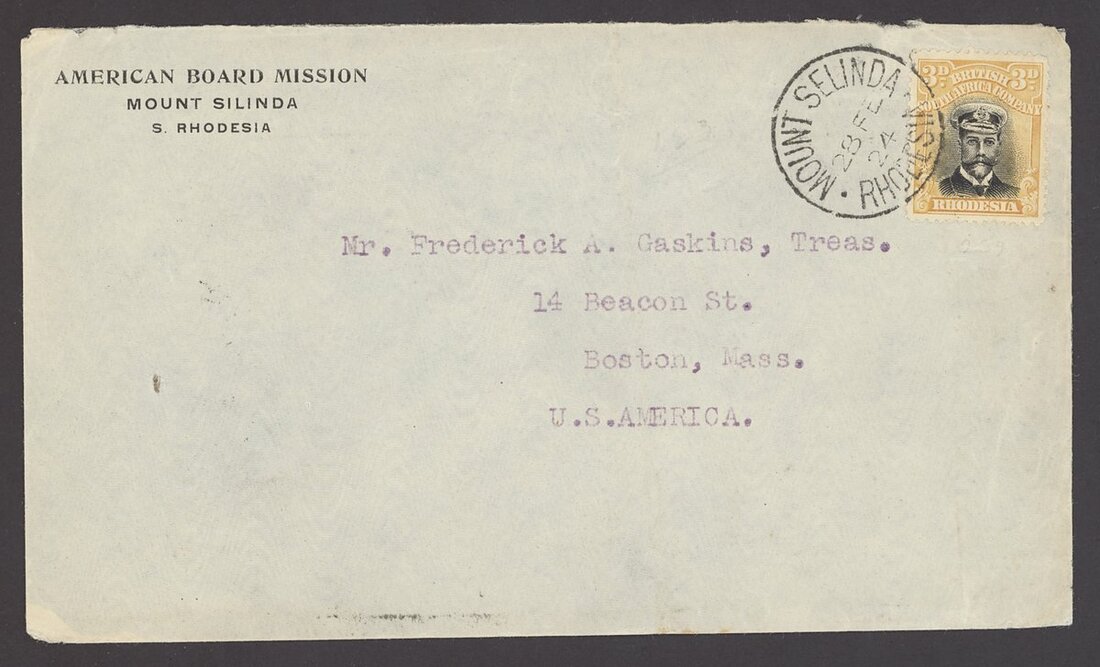 AMERICAN BOARD MISSION
MOUNT SILINDA
S. RHODESIA
MOUNT SELINDA
28 FE
24
RHODESIA
3D BRITISH 3D
SOUTH AFRICA COMPANY
RHODESIA
Mr. Frederick A. Gaskins, Treas.
14 Beacon St.
Boston, Mass.
U.S.AMERICA.